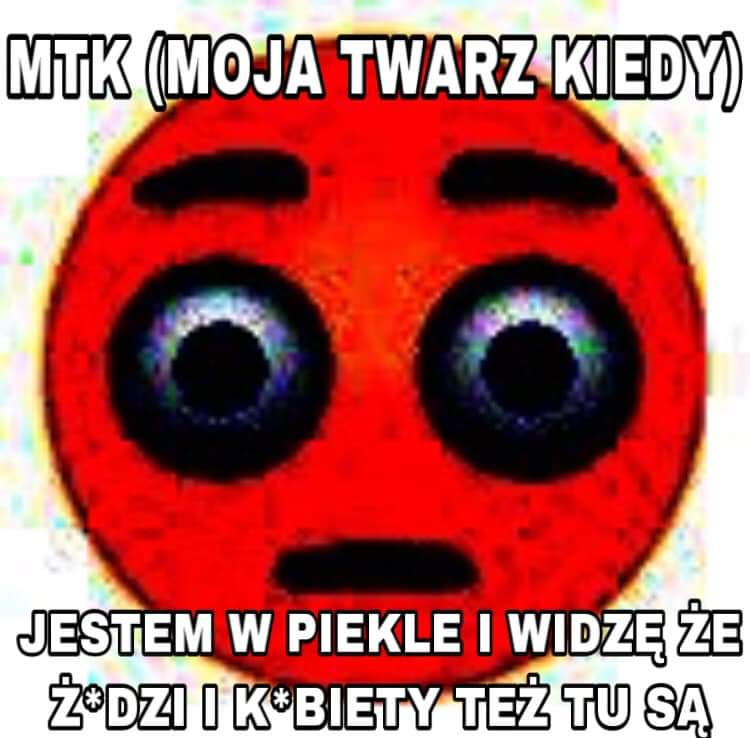 MTK (MOJA TWARZ KIEDY)
JESTEM W PIEKLE I WIDZĘ ŻE
Ż*DZI I K*BIETY TEŻ TU SĄ